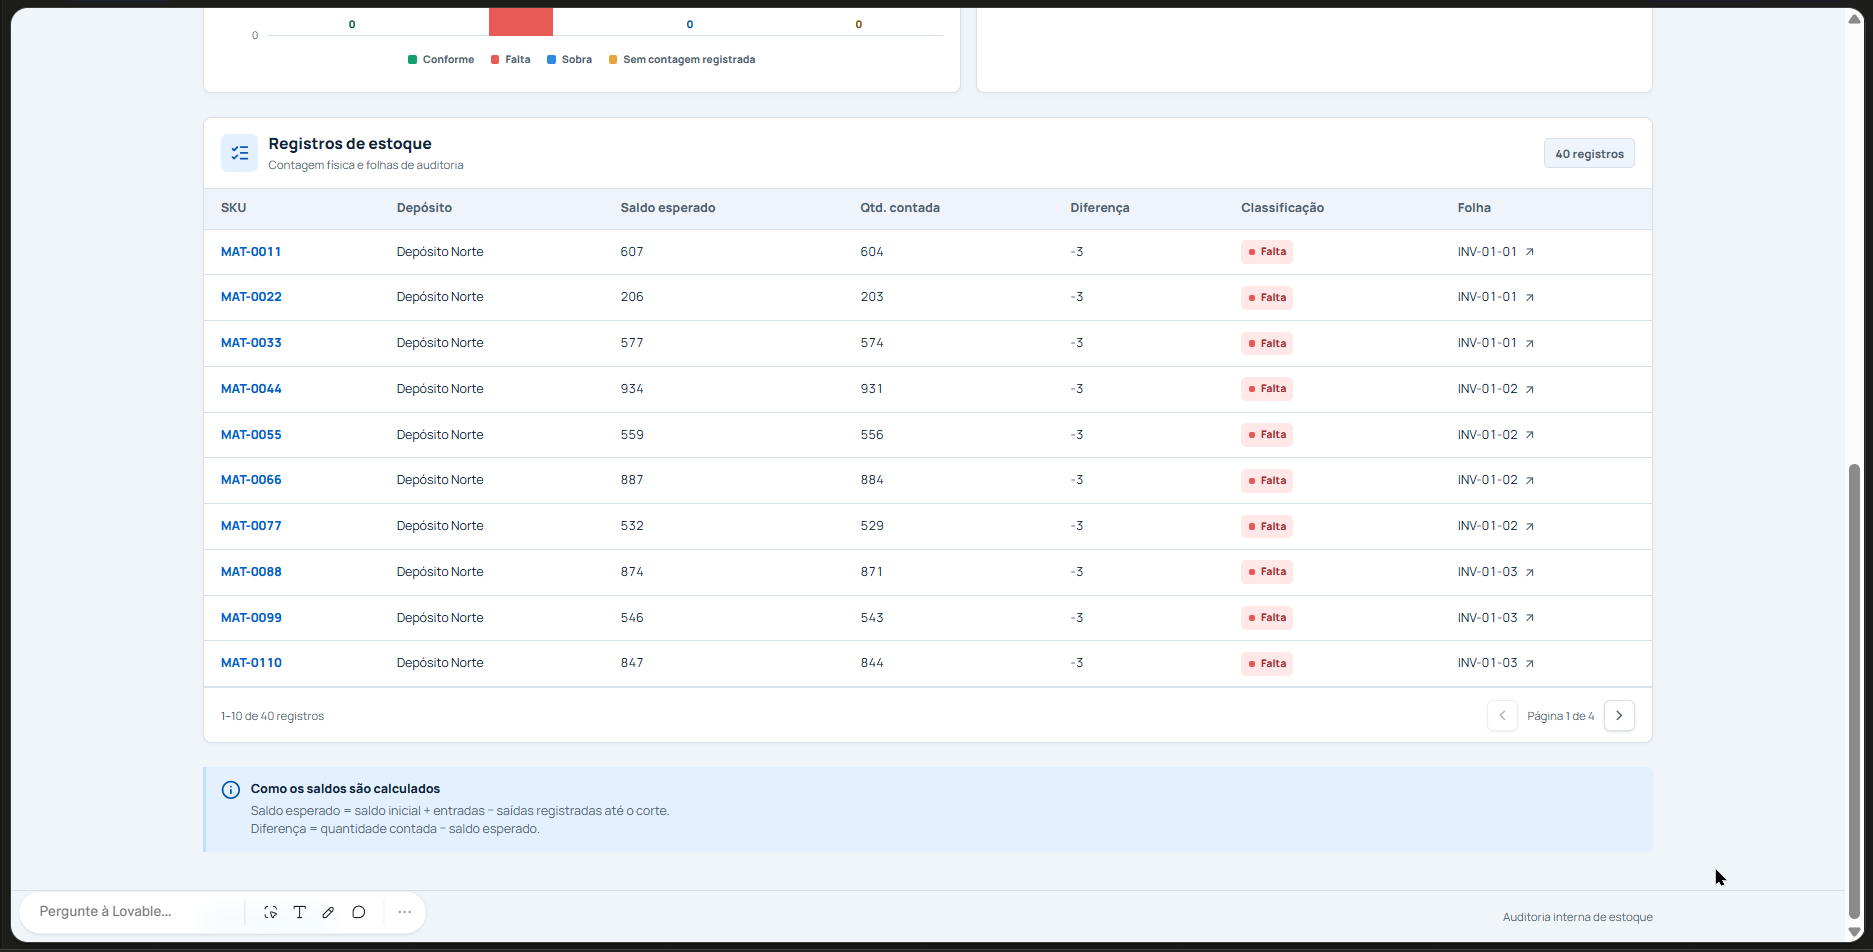 0 0 0
0
Conforme Falta Sobra Sem contagem registrada
Registros de estoque
Contagem física e folhas de auditoria
40 registros
SKU Depósito Saldo esperado Qtd. contada Diferença Classificação Folha
MAT-0011 Depósito Norte 607 604 -3 Falta INV-01-01
MAT-0022 Depósito Norte 206 203 -3 Falta INV-01-01
MAT-0033 Depósito Norte 577 574 -3 Falta INV-01-01
MAT-0044 Depósito Norte 934 931 -3 Falta INV-01-02
MAT-0055 Depósito Norte 559 556 -3 Falta INV-01-02
MAT-0066 Depósito Norte 887 884 -3 Falta INV-01-02
MAT-0077 Depósito Norte 532 529 -3 Falta INV-01-02
MAT-0088 Depósito Norte 874 871 -3 Falta INV-01-03
MAT-0099 Depósito Norte 546 543 -3 Falta INV-01-03
MAT-0110 Depósito Norte 847 844 -3 Falta INV-01-03
1–10 de 40 registros
Página 1 de 4
Como os saldos são calculados
Saldo esperado = saldo inicial + entradas − saídas registradas até o corte.
Diferença = quantidade contada − saldo esperado.
Pergunte à Lovable...
Auditoria interna de estoque